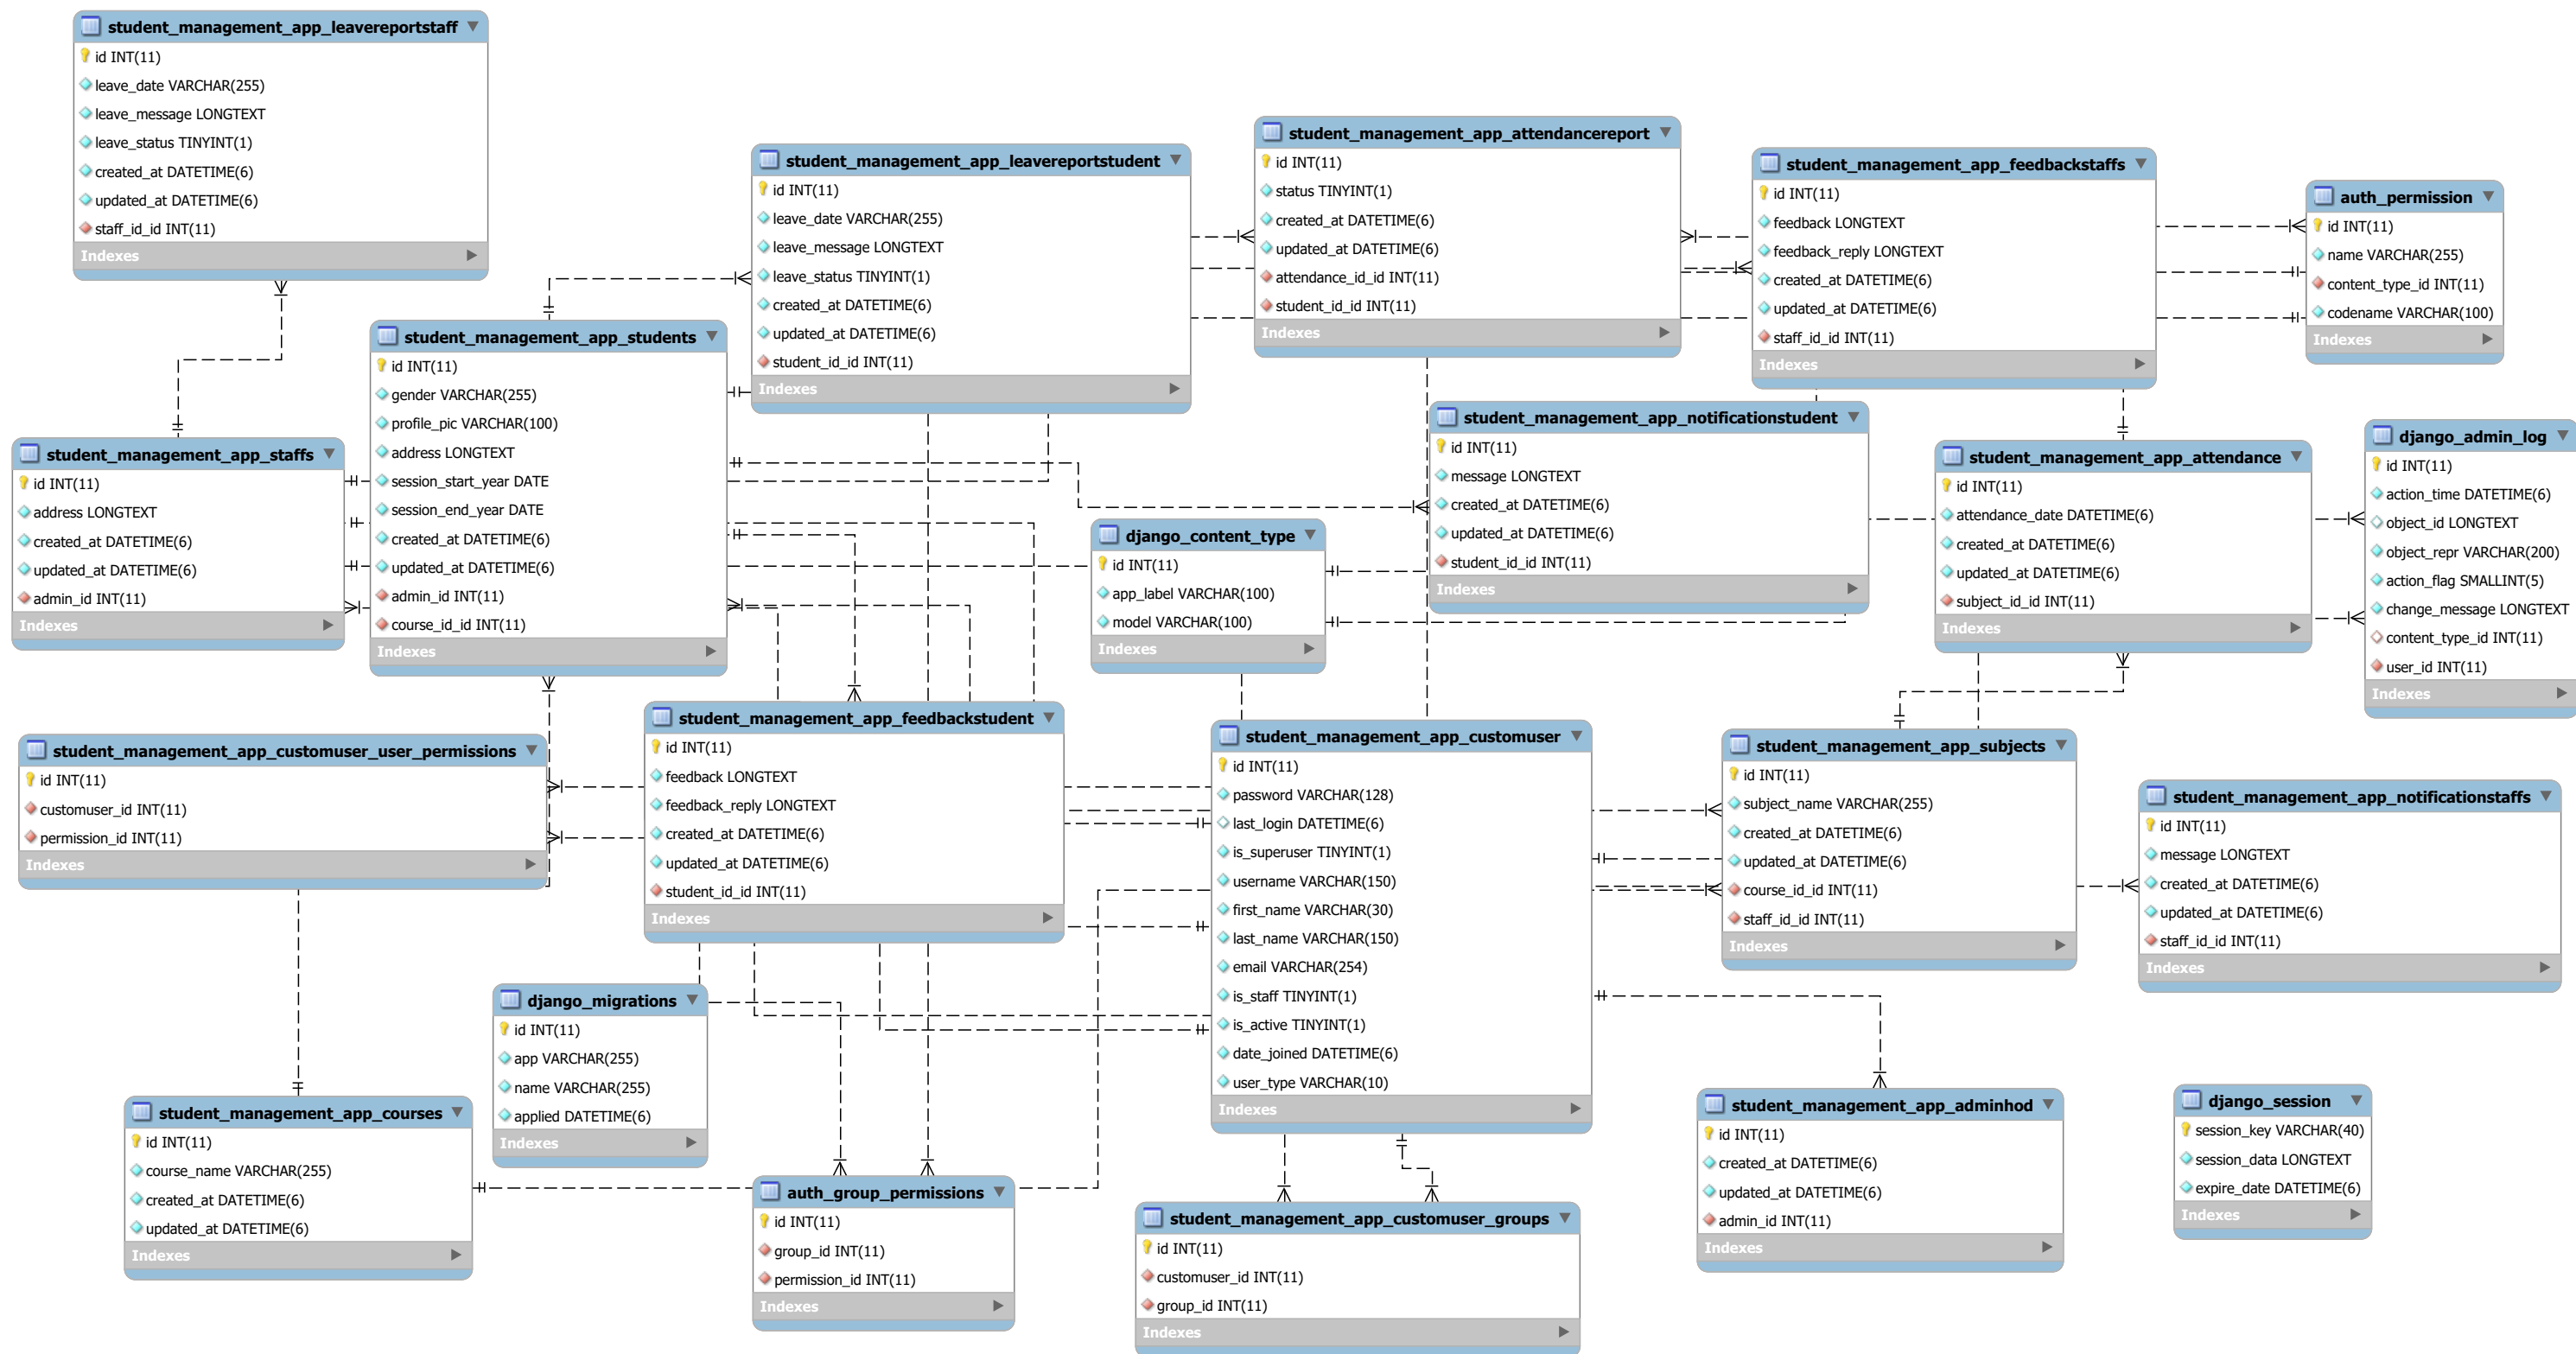 student_management_app_leavereportstaff
id INT(11)
leave_date VARCHAR(255)
leave_message LONGTEXT
leave_status TINYINT(1)
created_at DATETIME(6)
updated_at DATETIME(6)
staff_id_id INT(11)
Indexes
student_management_app_leavereportstudent
id INT(11)
leave_date VARCHAR(255)
leave_message LONGTEXT
leave_status TINYINT(1)
created_at DATETIME(6)
updated_at DATETIME(6)
student_id_id INT(11)
Indexes
student_management_app_attendancereport
id INT(11)
status TINYINT(1)
created_at DATETIME(6)
updated_at DATETIME(6)
attendance_id_id INT(11)
student_id_id INT(11)
Indexes
student_management_app_feedbackstaffs
id INT(11)
feedback LONGTEXT
feedback_reply LONGTEXT
created_at DATETIME(6)
updated_at DATETIME(6)
staff_id_id INT(11)
Indexes
auth_permission
id INT(11)
name VARCHAR(255)
content_type_id INT(11)
codename VARCHAR(100)
Indexes
student_management_app_students
id INT(11)
gender VARCHAR(255)
profile_pic VARCHAR(100)
address LONGTEXT
session_start_year DATE
session_end_year DATE
created_at DATETIME(6)
updated_at DATETIME(6)
admin_id INT(11)
course_id_id INT(11)
Indexes
student_management_app_staffs
id INT(11)
address LONGTEXT
created_at DATETIME(6)
updated_at DATETIME(6)
admin_id INT(11)
Indexes
student_management_app_notificationstudent
id INT(11)
message LONGTEXT
created_at DATETIME(6)
updated_at DATETIME(6)
student_id_id INT(11)
Indexes
django_content_type
id INT(11)
app_label VARCHAR(100)
model VARCHAR(100)
Indexes
student_management_app_attendance
id INT(11)
attendance_date DATETIME(6)
created_at DATETIME(6)
updated_at DATETIME(6)
subject_id_id INT(11)
Indexes
django_admin_log
id INT(11)
action_time DATETIME(6)
object_id LONGTEXT
object_repr VARCHAR(200)
action_flag SMALLINT(5)
change_message LONGTEXT
content_type_id INT(11)
user_id INT(11)
Indexes
student_management_app_customuser_user_permissions
id INT(11)
customuser_id INT(11)
permission_id INT(11)
Indexes
student_management_app_feedbackstudent
id INT(11)
feedback LONGTEXT
feedback_reply LONGTEXT
created_at DATETIME(6)
updated_at DATETIME(6)
student_id_id INT(11)
Indexes
student_management_app_customuser
id INT(11)
password VARCHAR(128)
last_login DATETIME(6)
is_superuser TINYINT(1)
username VARCHAR(150)
first_name VARCHAR(30)
last_name VARCHAR(150)
email VARCHAR(254)
is_staff TINYINT(1)
is_active TINYINT(1)
date_joined DATETIME(6)
user_type VARCHAR(10)
Indexes
student_management_app_subjects
id INT(11)
subject_name VARCHAR(255)
created_at DATETIME(6)
updated_at DATETIME(6)
course_id_id INT(11)
staff_id_id INT(11)
Indexes
student_management_app_notificationstaffs
id INT(11)
message LONGTEXT
created_at DATETIME(6)
updated_at DATETIME(6)
staff_id_id INT(11)
Indexes
django_migrations
id INT(11)
app VARCHAR(255)
name VARCHAR(255)
applied DATETIME(6)
Indexes
student_management_app_courses
id INT(11)
course_name VARCHAR(255)
created_at DATETIME(6)
updated_at DATETIME(6)
Indexes
auth_group_permissions
id INT(11)
group_id INT(11)
permission_id INT(11)
Indexes
student_management_app_customuser_groups
id INT(11)
customuser_id INT(11)
group_id INT(11)
Indexes
student_management_app_adminhod
id INT(11)
created_at DATETIME(6)
updated_at DATETIME(6)
admin_id INT(11)
Indexes
django_session
session_key VARCHAR(40)
session_data LONGTEXT
expire_date DATETIME(6)
Indexes